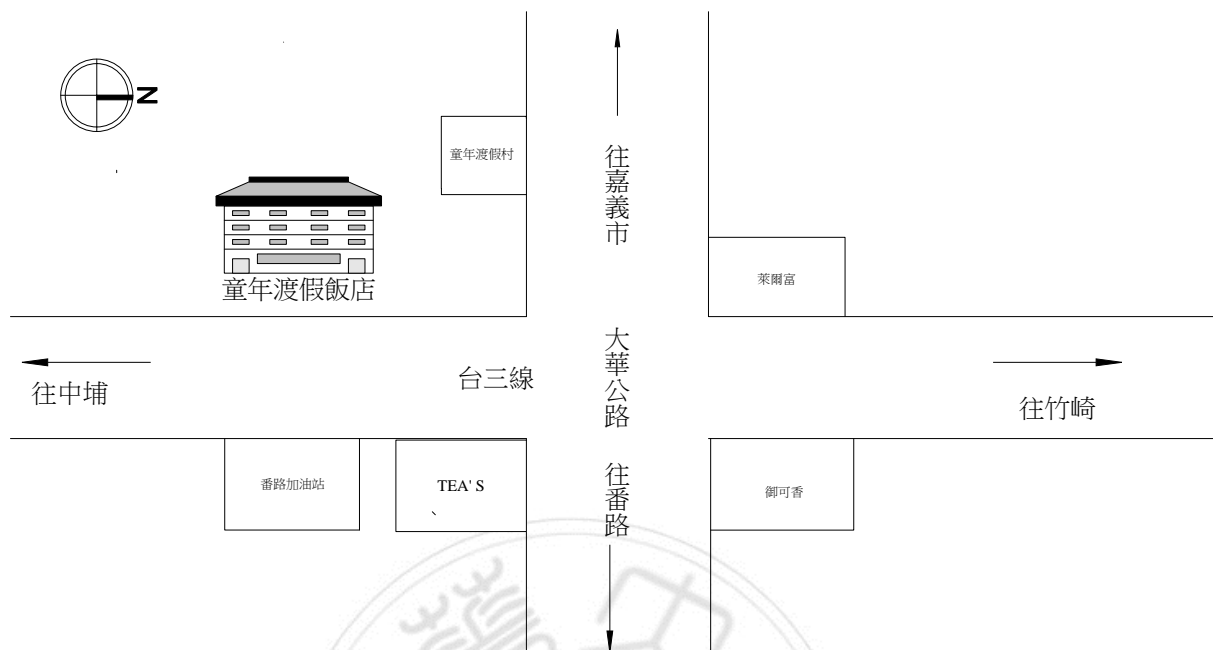 N
童年渡假村
往嘉義市
萊爾富
童年渡假飯店
大華公路
台三線
往中埔
往竹崎
往番路
番路加油站
TEA' S
御可香